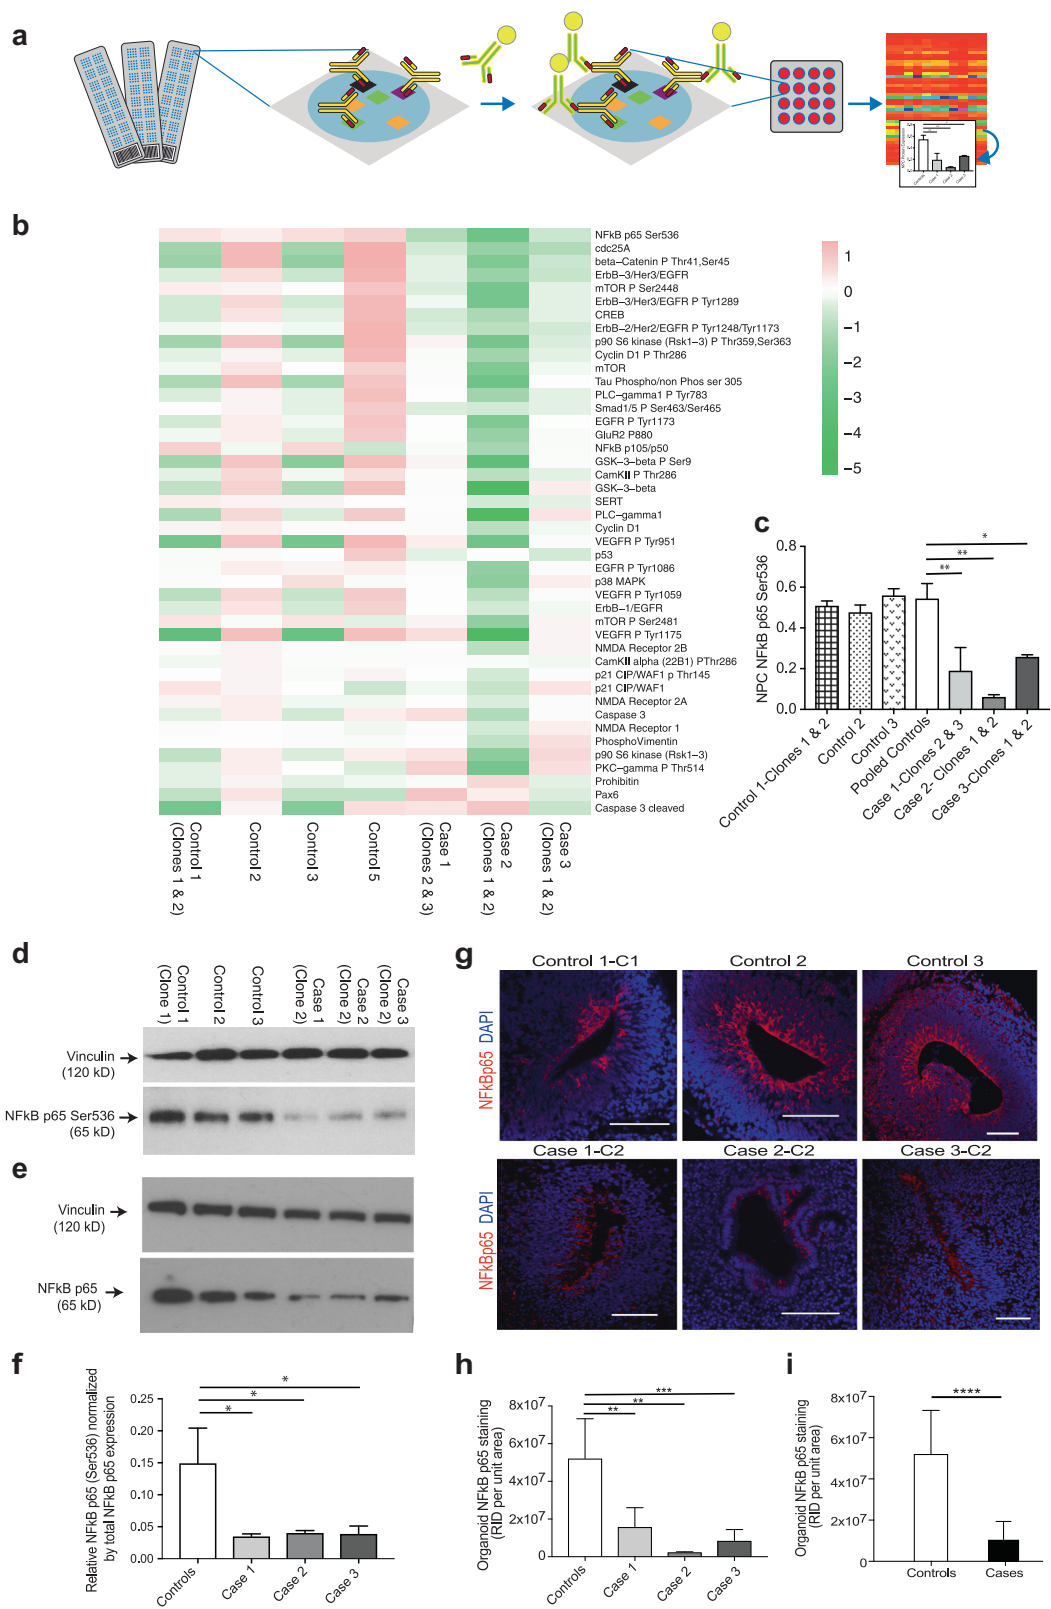 a
NPC Protein Expression
Controls
Case 1
Case 2
Case 3
b
NFkB p65 Ser536
cdc25A
beta–Catenin P Thr41,Ser45
ErbB–3/Her3/EGFR
mTOR P Ser2448
ErbB–3/Her3/EGFR P Tyr1289
CREB
ErbB–2/Her2/EGFR P Tyr1248/Tyr1173
p90 S6 kinase (Rsk1–3) P Thr359,Ser363
Cyclin D1 P Thr286
mTOR
Tau Phospho/non Phos ser 305
PLC–gamma1 P Tyr783
Smad1/5 P Ser463/Ser465
EGFR P Tyr1173
GluR2 P880
NFkB p105/p50
GSK–3–beta P Ser9
CamKII P Thr286
GSK–3–beta
SERT
PLC–gamma1
Cyclin D1
VEGFR P Tyr951
p53
EGFR P Tyr1086
p38 MAPK
VEGFR P Tyr1059
ErbB–1/EGFR
mTOR P Ser2481
VEGFR P Tyr1175
NMDA Receptor 2B
CamKII alpha (22B1) PThr286
p21 CIP/WAF1 p Thr145
p21 CIP/WAF1
NMDA Receptor 2A
Caspase 3
NMDA Receptor 1
PhosphoVimentin
p90 S6 kinase (Rsk1–3)
PKC–gamma P Thr514
Prohibitin
Pax6
Caspase 3 cleaved
Control 1
(Clones 1 & 2)
Control 2
Control 3
Control 5
Case 1
(Clones 2 & 3)
Case 2
(Clones 1 & 2)
Case 3
(Clones 1 & 2)
1
0
−1
−2
−3
−4
−5
c
NPC NFkB p65 Ser536
0.8
0.6
0.4
0.2
0.0
*
**
**
Control 1-Clones 1 & 2
Control 2
Control 3
Pooled Controls
Case 1-Clones 2 & 3
Case 2- Clones 1 & 2
Case 3-Clones 1 & 2
d
Control 1
(Clone 1)
Control 2
Control 3
Case 1
(Clone 2)
Case 2
(Clone 2)
Case 3
(Clone 2)
Vinculin
(120 kD)
NFkB p65 Ser536
(65 kD)
e
Vinculin
(120 kD)
NFkB p65
(65 kD)
g
Control 1-C1
Control 2
Control 3
NFKBp65 DAPI
Case 1-C2
Case 2-C2
Case 3-C2
NFKBp65 DAPI
f
Relative NFkB p65 (Ser536) normalized
by total NFkB p65 expression
0.25
0.20
0.15
0.10
0.05
0.00
*
*
*
Controls
Case 1
Case 2
Case 3
h
Organoid NFkB p65 staining
(RID per unit area)
8x10⁷
6x10⁷
4x10⁷
2x10⁷
0
***
**
**
Controls
Case 1
Case 2
Case 3
i
Organoid NFkB p65 staining
(RID per unit area)
8x10⁷
6x10⁷
4x10⁷
2x10⁷
0
****
Controls
Cases